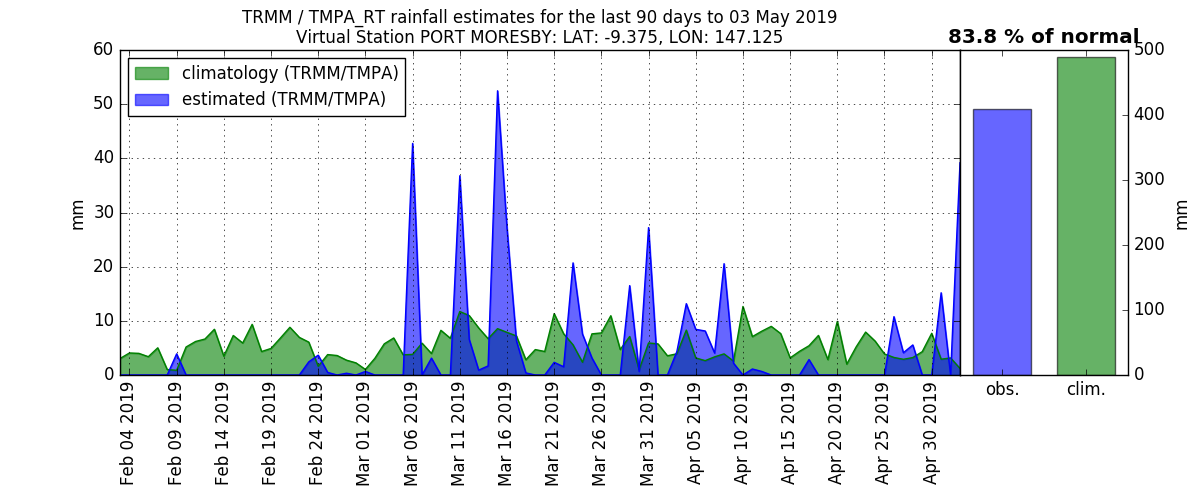 TRMM / TMPA_RT rainfall estimates for the last 90 days to 03 May 2019
Virtual Station PORT MORESBY: LAT: -9.375, LON: 147.125
83.8 % of normal
climatology (TRMM/TMPA)
estimated (TRMM/TMPA)
60
50
40
30
20
10
0
mm
500
400
300
200
100
0
mm
Feb 04 2019
Feb 09 2019
Feb 14 2019
Feb 19 2019
Feb 24 2019
Mar 01 2019
Mar 06 2019
Mar 11 2019
Mar 16 2019
Mar 21 2019
Mar 26 2019
Mar 31 2019
Apr 05 2019
Apr 10 2019
Apr 15 2019
Apr 20 2019
Apr 25 2019
Apr 30 2019
obs.
clim.